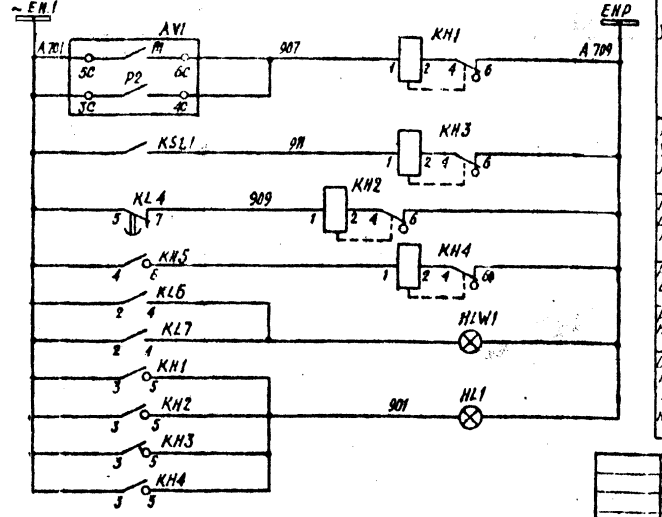 ~ EN.1 ENP
AV1
A701 5C M 6C 907 KH1 A709
1 2 4 6
P2
3C 4C
KSL1 911 KH3
1 2 4 6
KL4 909 KH2
5 7 1 2 4 6
KH5 KH4
4 6 1 2 4 6
KL6
2 4 HLW1
KL7
2 4
KH1
3 5
KH2 901 HL1
3 5
KH3
3 5
KH4
3 5